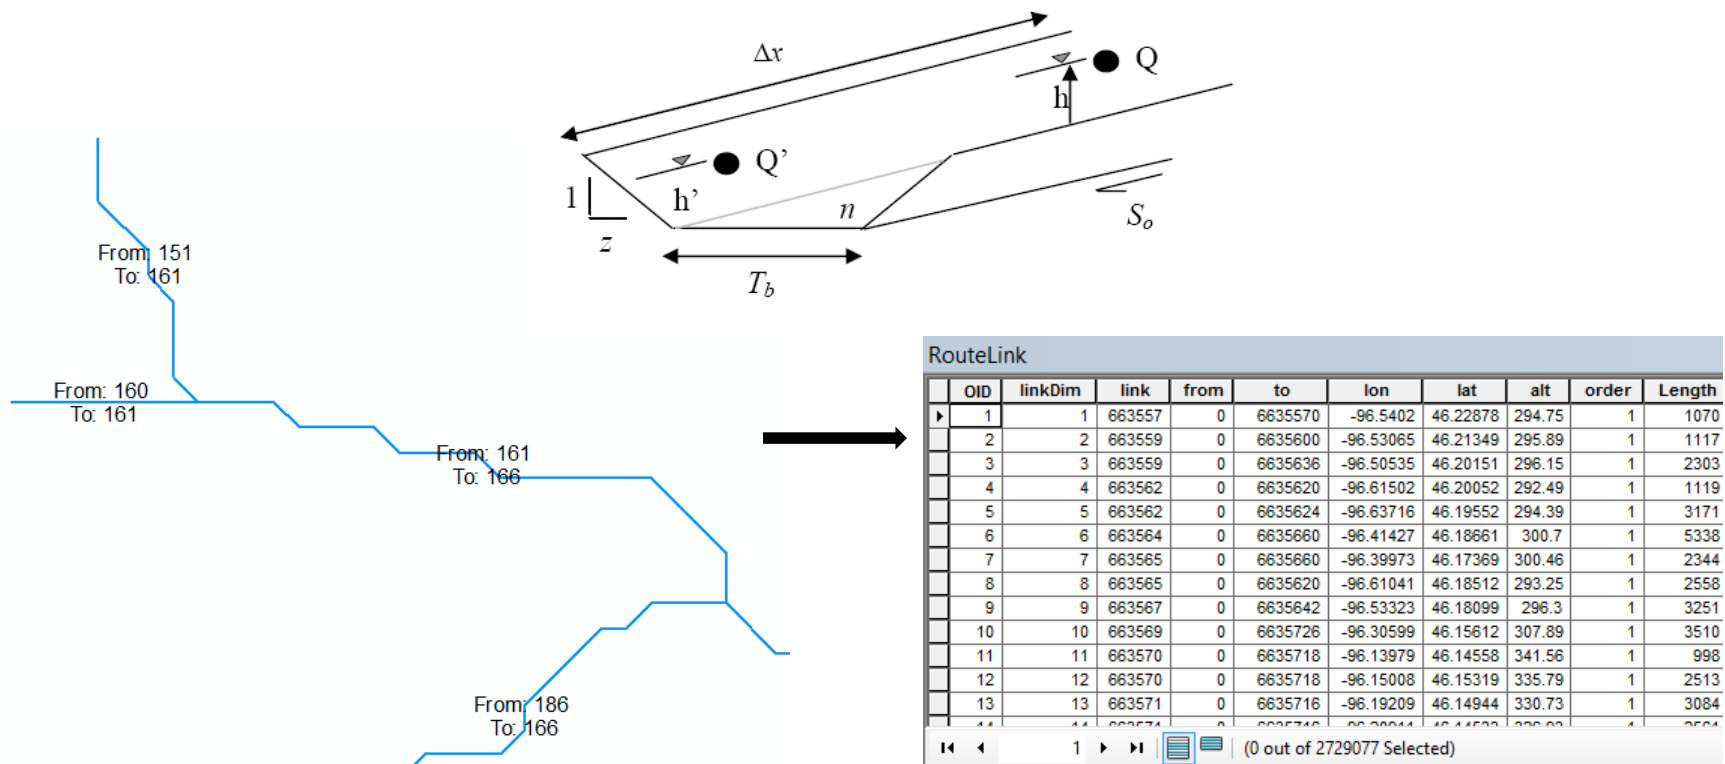 Δx
Q
h
Q’
1
h’
n
z
Sₒ
T_b
From: 151
To: 161
From: 160
To: 161
From: 161
To: 166
From: 186
To: 166
RouteLink
OID linkDim link from to lon lat alt order Length
1 1 663557 0 6635570 -96.5402 46.22878 294.75 1 1070
2 2 663559 0 6635600 -96.53065 46.21349 295.89 1 1117
3 3 663559 0 6635636 -96.50535 46.20151 296.15 1 2303
4 4 663562 0 6635620 -96.61502 46.20052 292.49 1 1119
5 5 663562 0 6635624 -96.63716 46.19552 294.39 1 3171
6 6 663564 0 6635660 -96.41427 46.18661 300.7 1 5338
7 7 663565 0 6635660 -96.39973 46.17369 300.46 1 2344
8 8 663565 0 6635620 -96.61041 46.18512 293.25 1 2558
9 9 663567 0 6635642 -96.53323 46.18099 296.3 1 3251
10 10 663569 0 6635726 -96.30599 46.15612 307.89 1 3510
11 11 663570 0 6635718 -96.13979 46.14558 341.56 1 998
12 12 663570 0 6635718 -96.15008 46.15319 335.79 1 2513
13 13 663571 0 6635716 -96.19209 46.14944 330.73 1 3084
1 (0 out of 2729077 Selected)